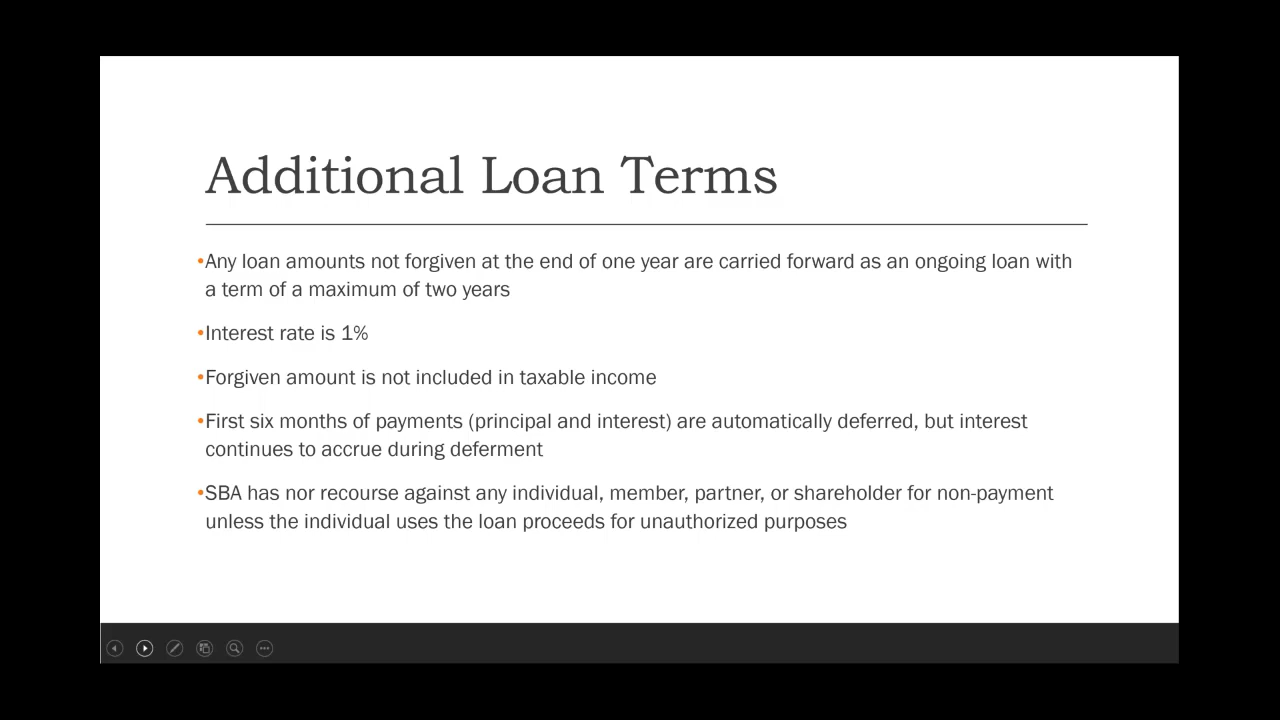 Additional Loan Terms
•Any loan amounts not forgiven at the end of one year are carried forward as an ongoing loan with
a term of a maximum of two years
•Interest rate is 1%
•Forgiven amount is not included in taxable income
•First six months of payments (principal and interest) are automatically deferred, but interest
continues to accrue during deferment
•SBA has nor recourse against any individual, member, partner, or shareholder for non-payment
unless the individual uses the loan proceeds for unauthorized purposes